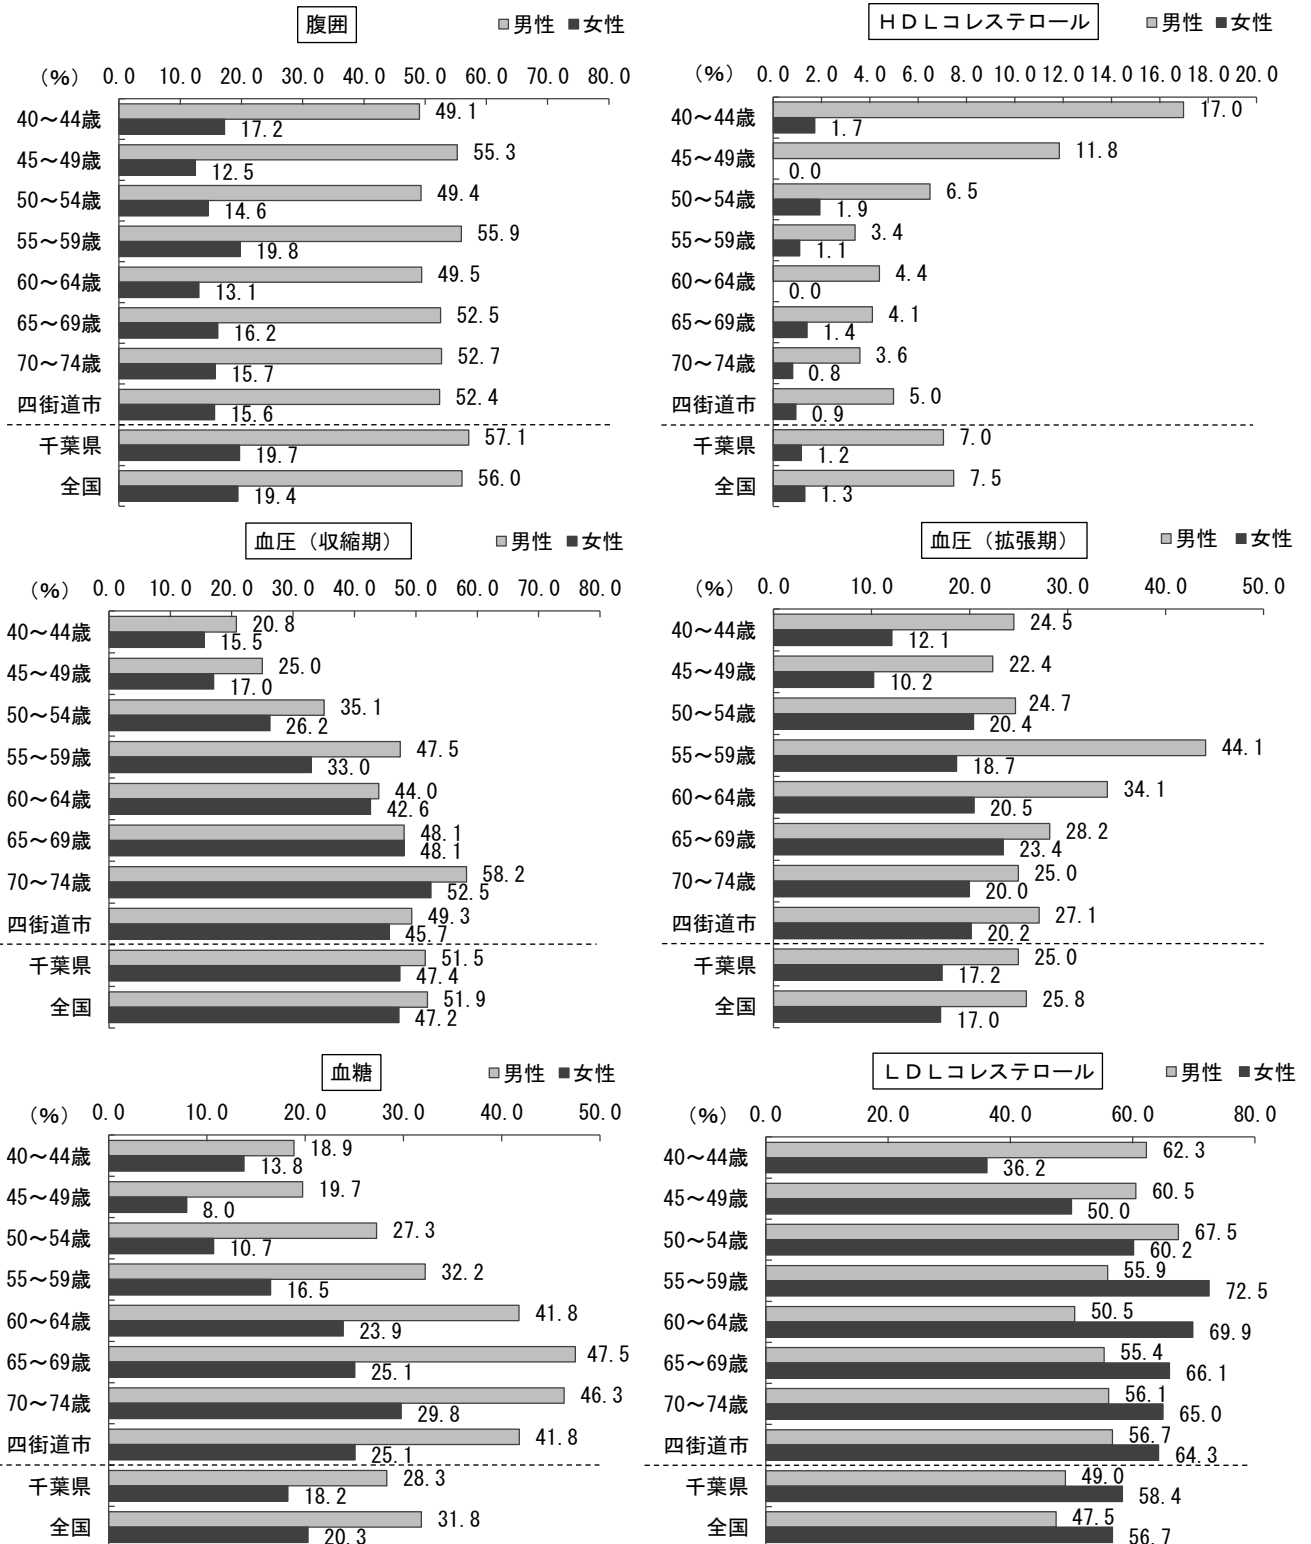 腹囲
■男性 ■女性
（%） 0.0 10.0 20.0 30.0 40.0 50.0 60.0 70.0 80.0
40～44歳 49.1
17.2
45～49歳 55.3
12.5
50～54歳 49.4
14.6
55～59歳 55.9
19.8
60～64歳 49.5
13.1
65～69歳 52.5
16.2
70～74歳 52.7
15.7
四街道市 52.4
15.6
千葉県 57.1
19.7
全国 56.0
19.4
ＨＤＬコレステロール
■男性 ■女性
（%） 0.0 2.0 4.0 6.0 8.0 10.0 12.0 14.0 16.0 18.0 20.0
40～44歳 17.0
1.7
45～49歳 11.8
0.0
50～54歳 6.5
1.9
55～59歳 3.4
1.1
60～64歳 4.4
0.0
65～69歳 4.1
1.4
70～74歳 3.6
0.8
四街道市 5.0
0.9
千葉県 7.0
1.2
全国 7.5
1.3
血圧（収縮期）
■男性 ■女性
（%） 0.0 10.0 20.0 30.0 40.0 50.0 60.0 70.0 80.0
40～44歳 20.8
15.5
45～49歳 25.0
17.0
50～54歳 35.1
26.2
55～59歳 47.5
33.0
60～64歳 44.0
42.6
65～69歳 48.1
48.1
70～74歳 58.2
52.5
四街道市 49.3
45.7
千葉県 51.5
47.4
全国 51.9
47.2
血圧（拡張期）
■男性 ■女性
（%） 0.0 10.0 20.0 30.0 40.0 50.0
40～44歳 24.5
12.1
45～49歳 22.4
10.2
50～54歳 24.7
20.4
55～59歳 44.1
18.7
60～64歳 34.1
20.5
65～69歳 28.2
23.4
70～74歳 25.0
20.0
四街道市 27.1
20.2
千葉県 25.0
17.2
全国 25.8
17.0
血糖
■男性 ■女性
（%） 0.0 10.0 20.0 30.0 40.0 50.0
40～44歳 18.9
13.8
45～49歳 19.7
8.0
50～54歳 27.3
10.7
55～59歳 32.2
16.5
60～64歳 41.8
23.9
65～69歳 47.5
25.1
70～74歳 46.3
29.8
四街道市 41.8
25.1
千葉県 28.3
18.2
全国 31.8
20.3
ＬＤＬコレステロール
■男性 ■女性
（%） 0.0 20.0 40.0 60.0 80.0
40～44歳 62.3
36.2
45～49歳 60.5
50.0
50～54歳 67.5
60.2
55～59歳 55.9
72.5
60～64歳 50.5
69.9
65～69歳 55.4
66.1
70～74歳 56.1
65.0
四街道市 56.7
64.3
千葉県 49.0
58.4
全国 47.5
56.7